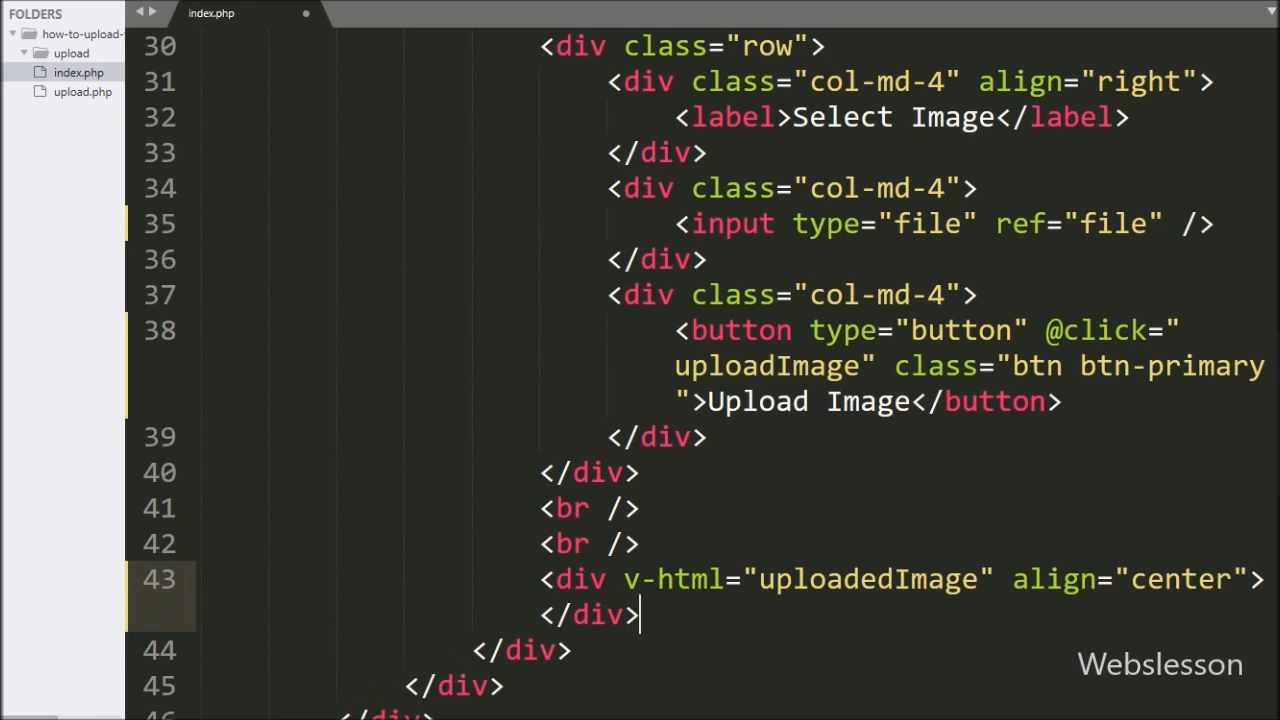 FOLDERS
how-to-upload-
upload
index.php
upload.php
index.php
30 <div class="row">
31 <div class="col-md-4" align="right">
32 <label>Select Image</label>
33 </div>
34 <div class="col-md-4">
35 <input type="file" ref="file" />
36 </div>
37 <div class="col-md-4">
38 <button type="button" @click="
uploadImage" class="btn btn-primary
">Upload Image</button>
39 </div>
40 </div>
41 <br />
42 <br />
43 <div v-html="uploadedImage" align="center">
</div>
44 </div>
45 </div>
46 </div>
Webslesson